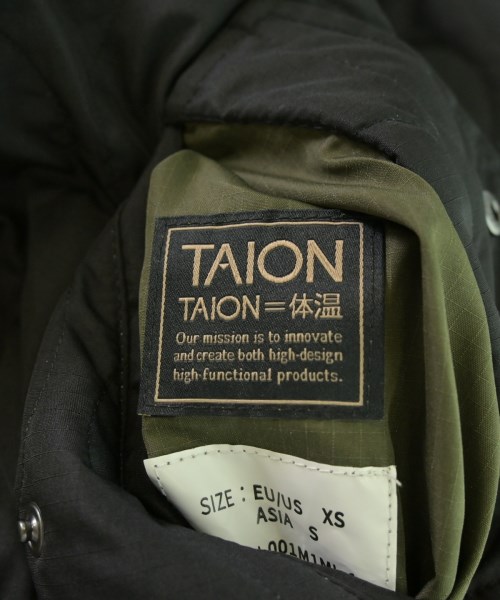 TAION
TAION=体温
Our mission is to innovate
and create both high-design
high-functional products.
SIZE : EU/US XS
ASIA S